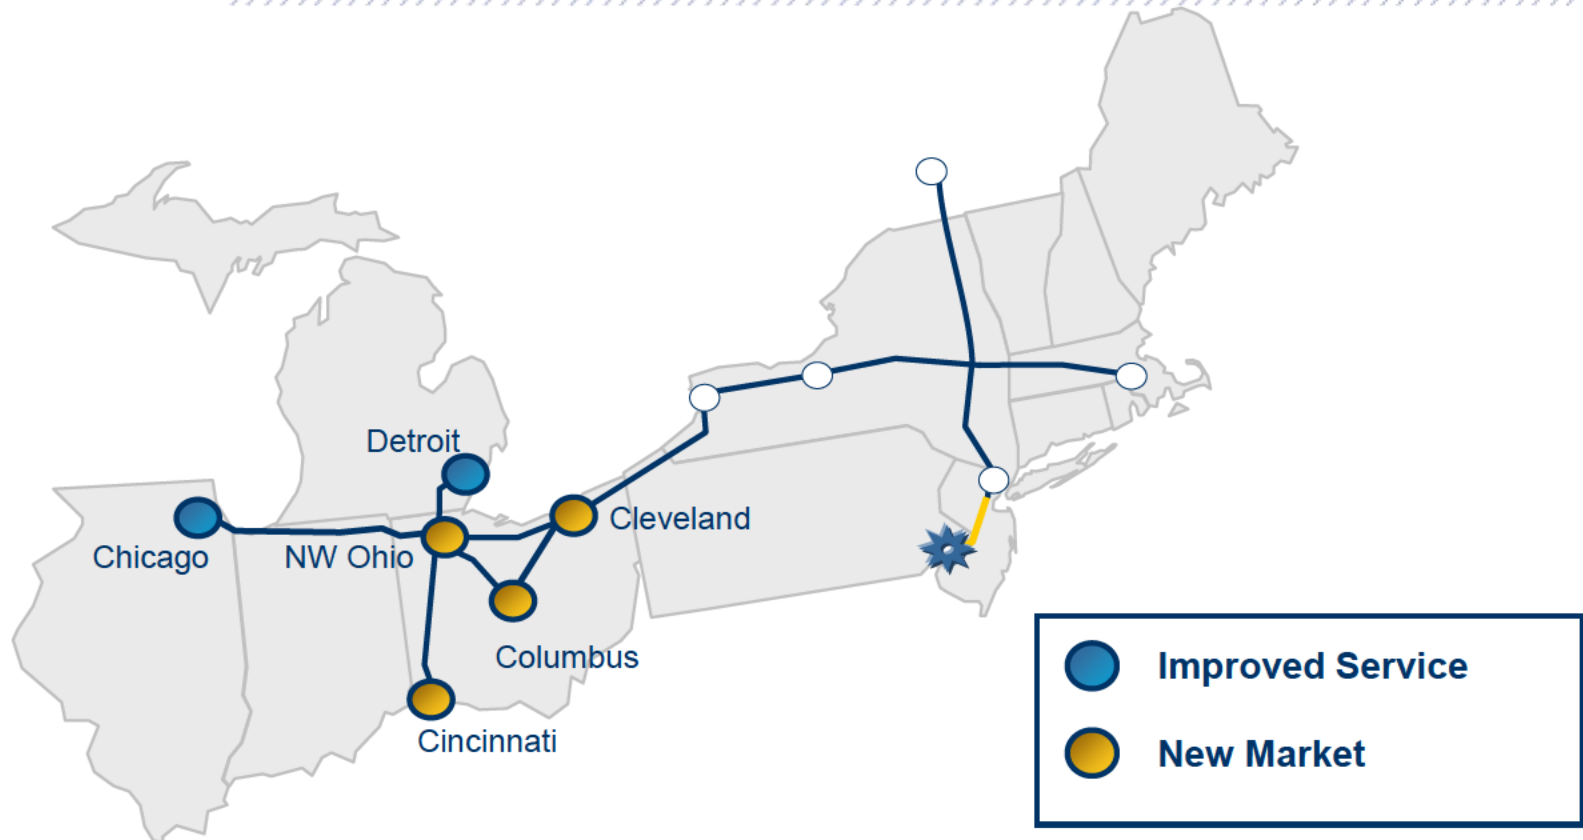 Detroit
Cleveland
Chicago
NW Ohio
Columbus
Cincinnati
Improved Service
New Market